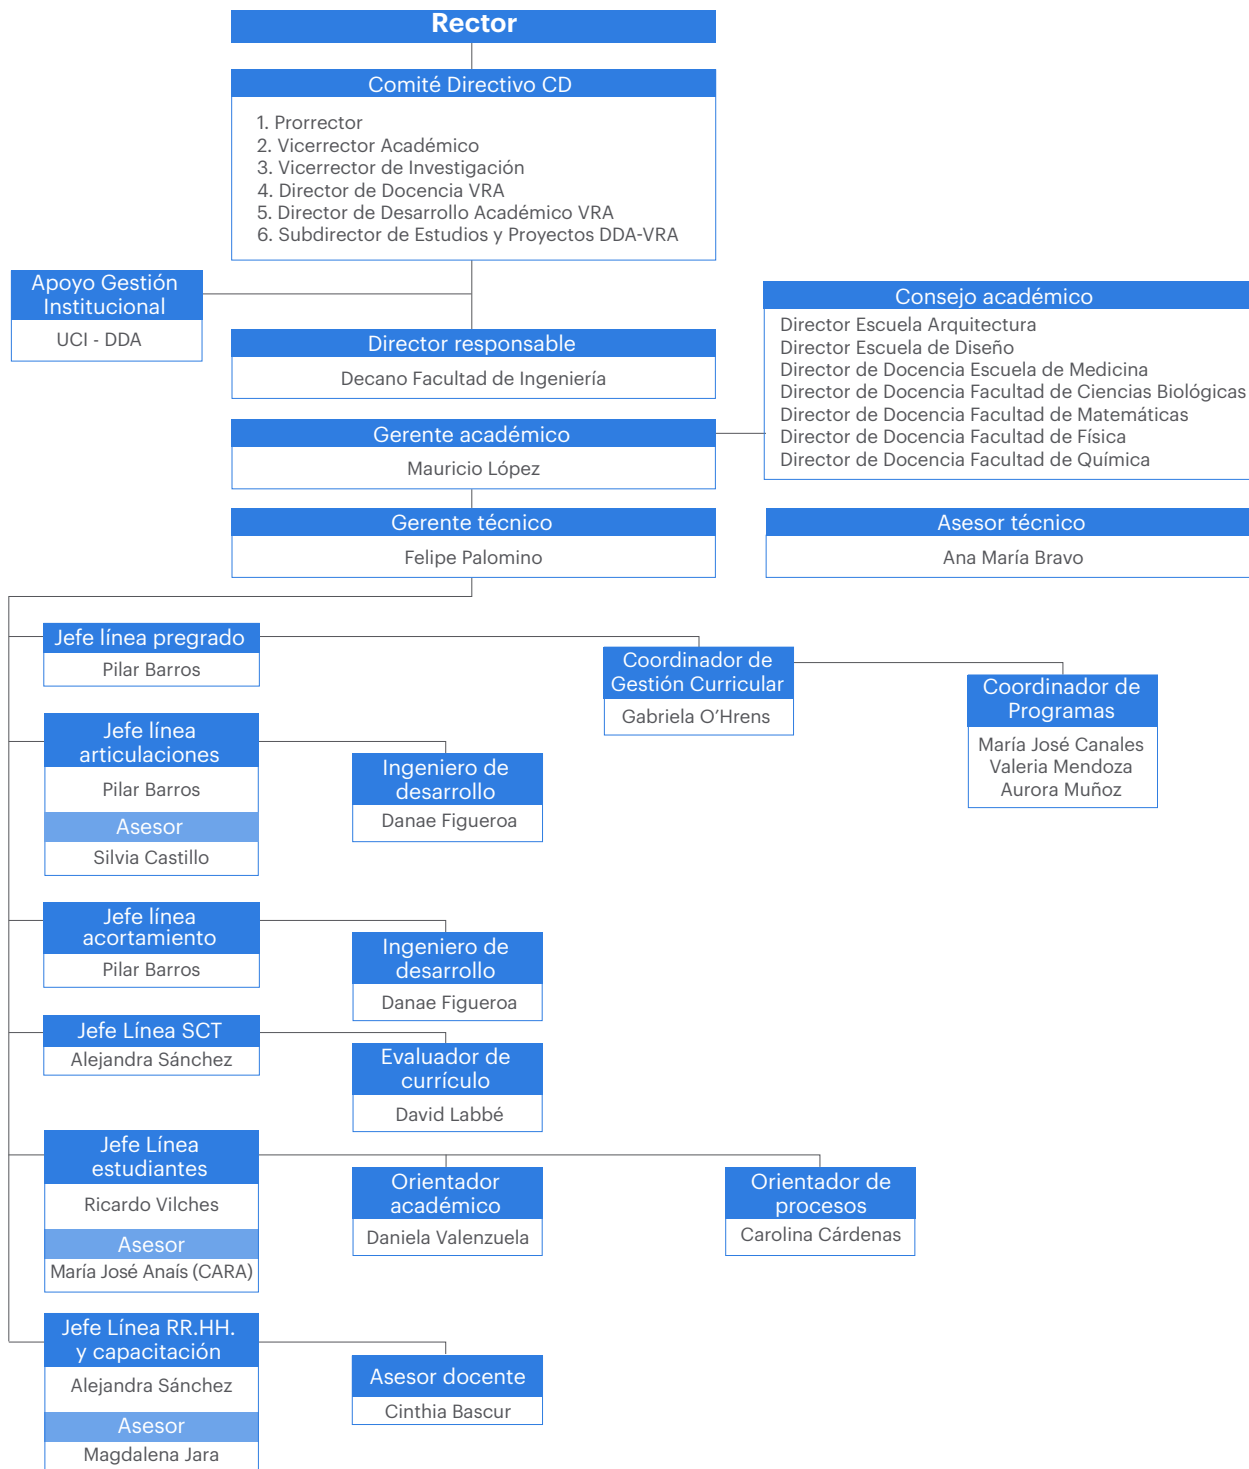 Rector
Comité Directivo CD
1. Prorrector
2. Vicerrector Académico
3. Vicerrector de Investigación
4. Director de Docencia VRA
5. Director de Desarrollo Académico VRA
6. Subdirector de Estudios y Proyectos DDA-VRA
Apoyo Gestión
Institucional
UCI - DDA
Consejo académico
Director Escuela Arquitectura
Director Escuela de Diseño
Director de Docencia Escuela de Medicina
Director de Docencia Facultad de Ciencias Biológicas
Director de Docencia Facultad de Matemáticas
Director de Docencia Facultad de Física
Director de Docencia Facultad de Química
Director responsable
Decano Facultad de Ingeniería
Gerente académico
Mauricio López
Gerente técnico
Felipe Palomino
Asesor técnico
Ana María Bravo
Jefe línea pregrado
Pilar Barros
Coordinador de
Gestión Curricular
Gabriela O’Hrens
Coordinador de
Programas
María José Canales
Valeria Mendoza
Aurora Muñoz
Jefe línea
articulaciones
Pilar Barros
Asesor
Silvia Castillo
Ingeniero de
desarrollo
Danae Figueroa
Jefe línea
acortamiento
Pilar Barros
Ingeniero de
desarrollo
Danae Figueroa
Jefe Línea SCT
Alejandra Sánchez
Evaluador de
currículo
David Labbé
Jefe Línea
estudiantes
Ricardo Vilches
Asesor
María José Anaís (CARA)
Orientador
académico
Daniela Valenzuela
Orientador de
procesos
Carolina Cárdenas
Jefe Línea RR.HH.
y capacitación
Alejandra Sánchez
Asesor
Magdalena Jara
Asesor docente
Cinthia Bascur